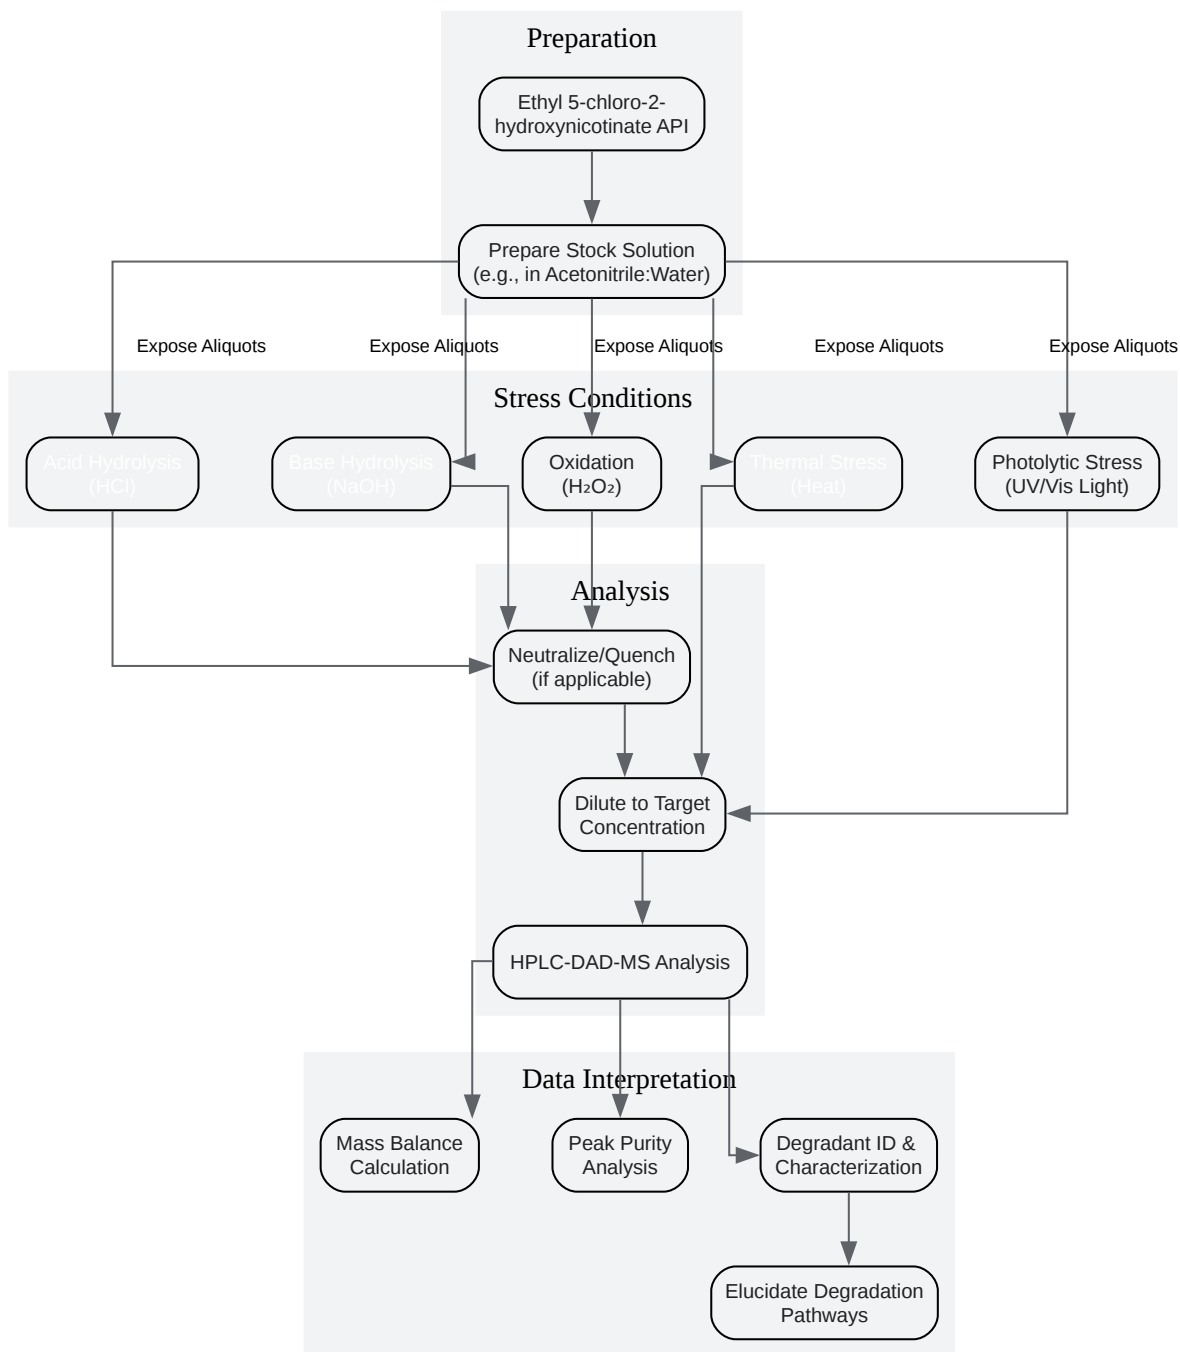 Preparation
Ethyl 5-chloro-2-
hydroxynicotinate API
Prepare Stock Solution
(e.g., in Acetonitrile:Water)
Expose Aliquots
Expose Aliquots
Expose Aliquots
Expose Aliquots
Expose Aliquots
Stress Conditions
Acid Hydrolysis
(HCl)
Base Hydrolysis
(NaOH)
Oxidation
(H₂O₂)
Thermal Stress
(Heat)
Photolytic Stress
(UV/Vis Light)
Analysis
Neutralize/Quench
(if applicable)
Dilute to Target
Concentration
HPLC-DAD-MS Analysis
Data Interpretation
Mass Balance
Calculation
Peak Purity
Analysis
Degradant ID &
Characterization
Elucidate Degradation
Pathways